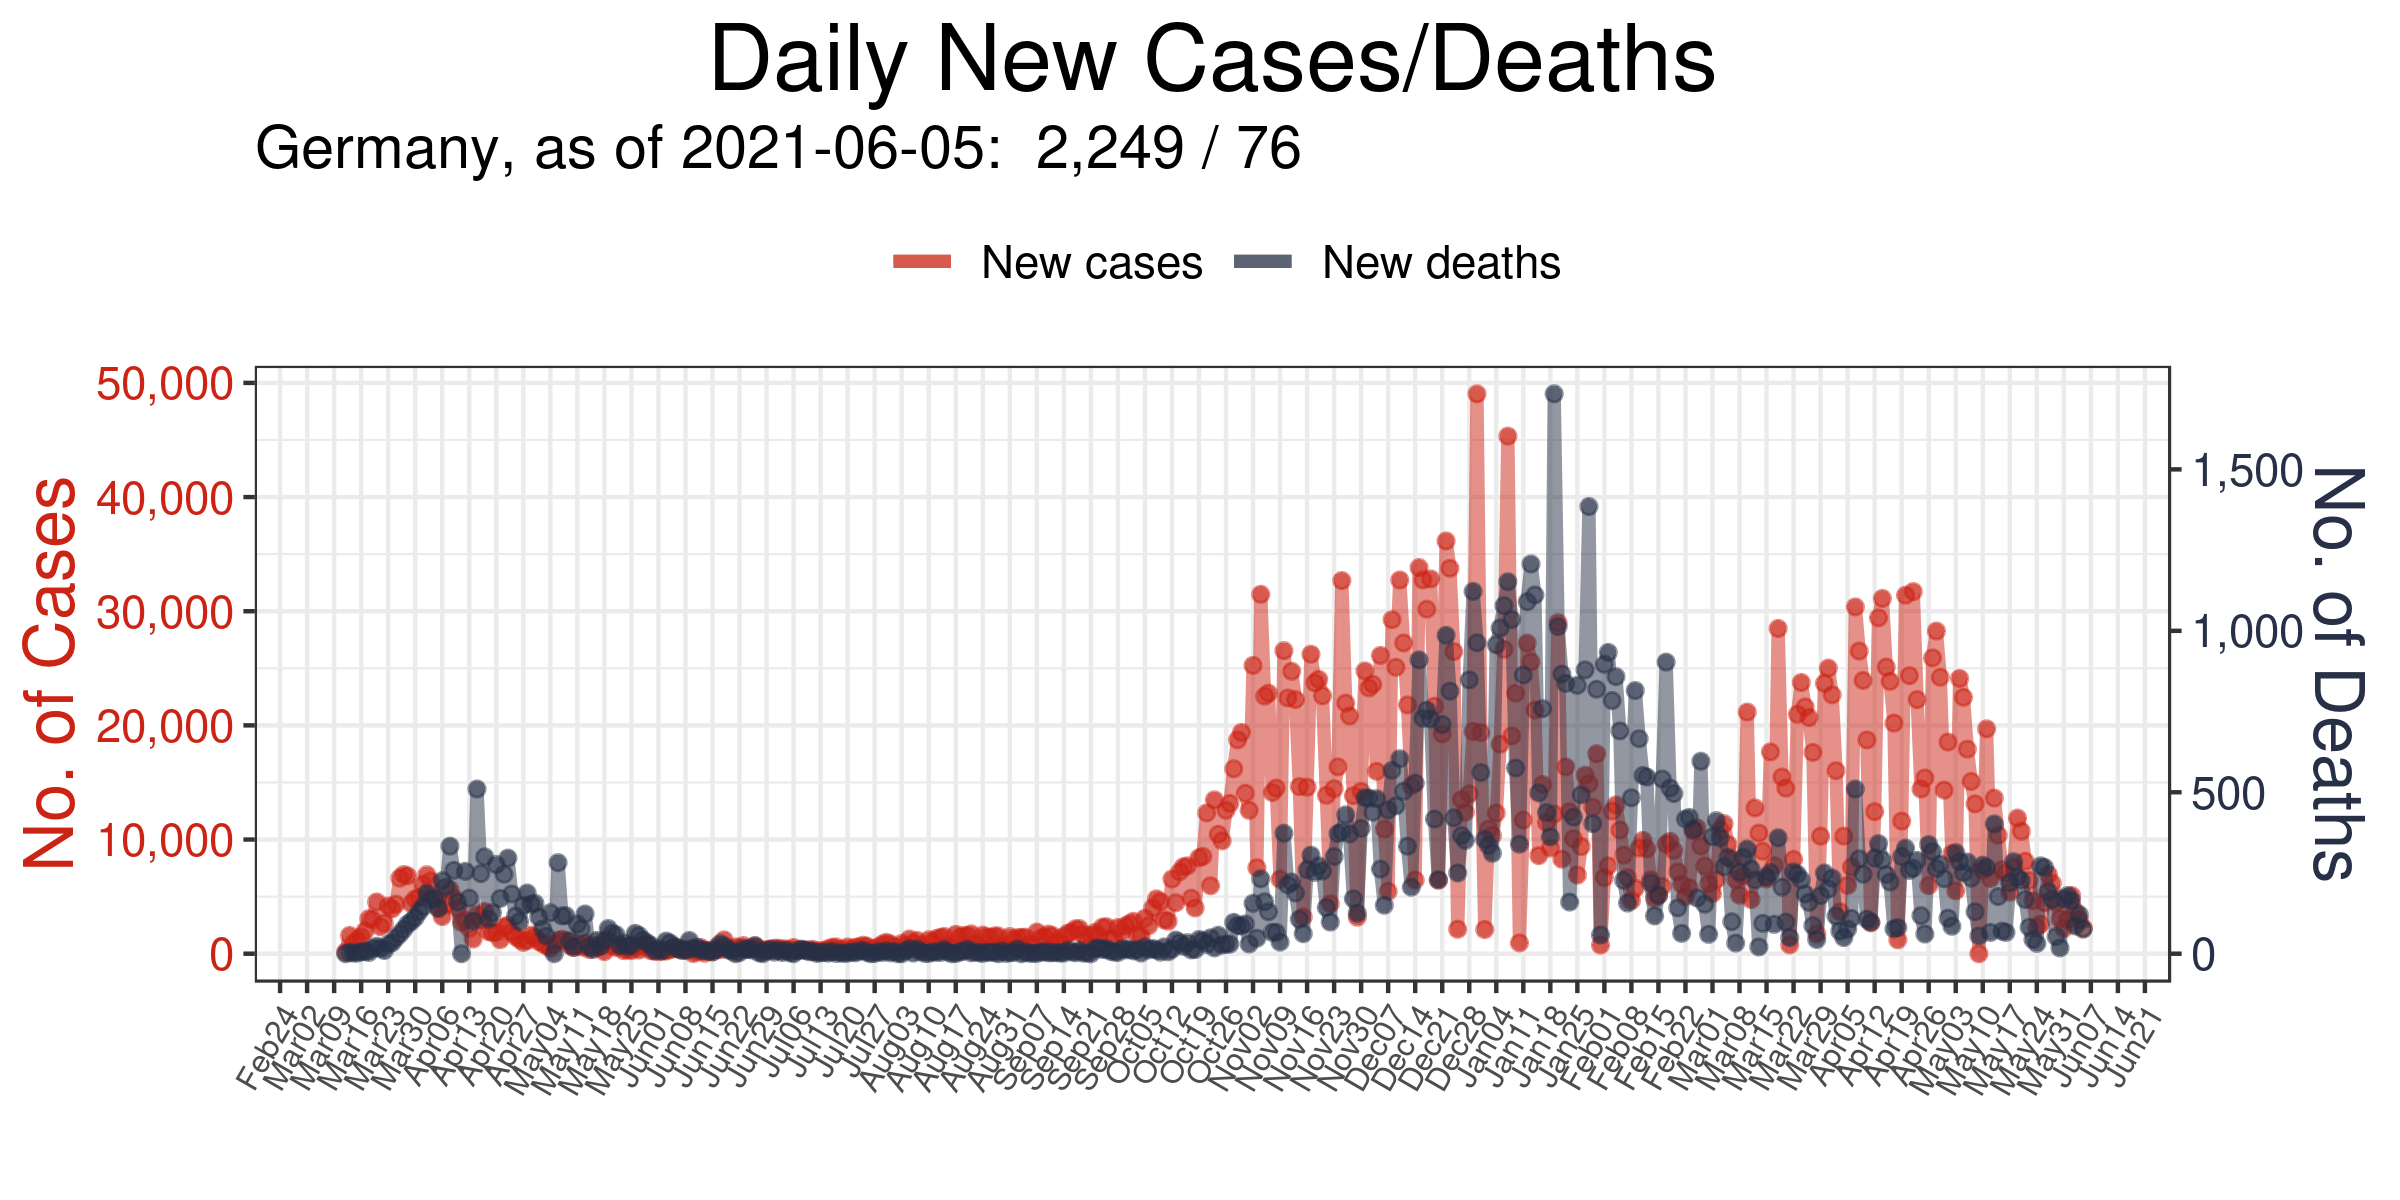 Daily New Cases/Deaths
Germany, as of 2021-06-05:  2,249 / 76
New cases New deaths
50,000
40,000
30,000
20,000
10,000
0
No. of Cases
1,500
1,000
500
0
No. of Deaths
Feb24 Mar02 Mar09 Mar16 Mar23 Mar30 Apr06 Apr13 Apr20 Apr27 May04 May11 May18 May25 Jun01 Jun08 Jun15 Jun22 Jun29 Jul06 Jul13 Jul20 Jul27 Aug03 Aug10 Aug17 Aug24 Aug31 Sep07 Sep14 Sep21 Sep28 Oct05 Oct12 Oct19 Oct26 Nov02 Nov09 Nov16 Nov23 Nov30 Dec07 Dec14 Dec21 Dec28 Jan04 Jan11 Jan18 Jan25 Feb01 Feb08 Feb15 Feb22 Mar01 Mar08 Mar15 Mar22 Mar29 Apr05 Apr12 Apr19 Apr26 May03 May10 May17 May24 May31 Jun07 Jun14 Jun21